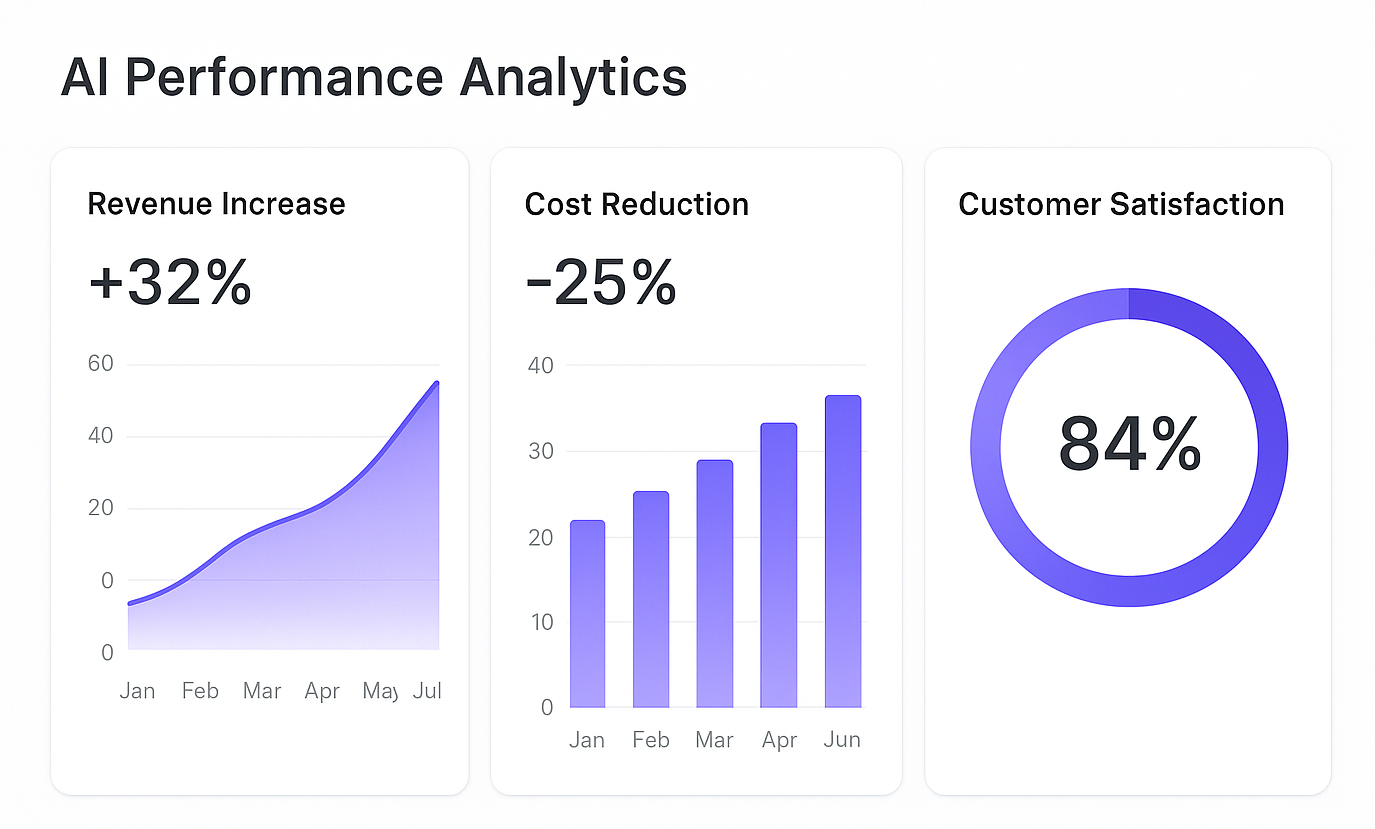 AI Performance Analytics
Revenue Increase
+32%
60
40
20
0
0
Jan Feb Mar Apr May Jul
Cost Reduction
-25%
40
30
20
10
0
Jan Feb Mar Apr Jun
Customer Satisfaction
84%